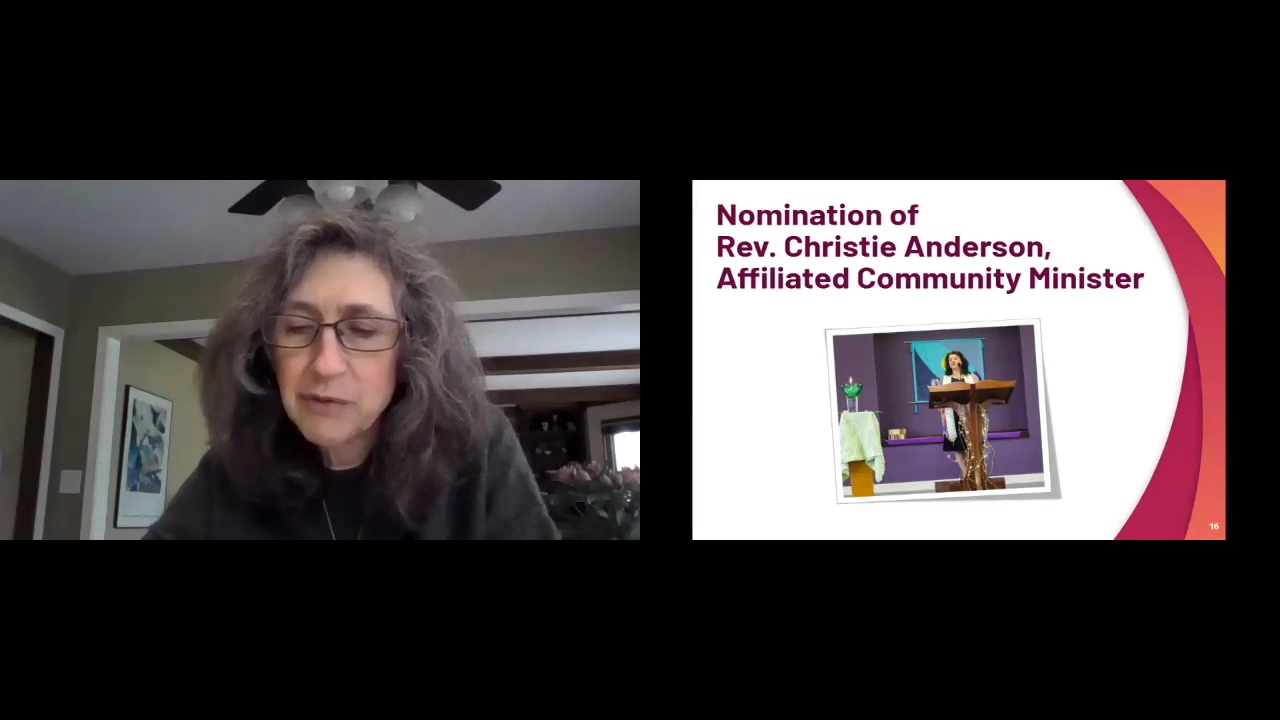 Nomination of
Rev. Christie Anderson,
Affiliated Community Minister
16